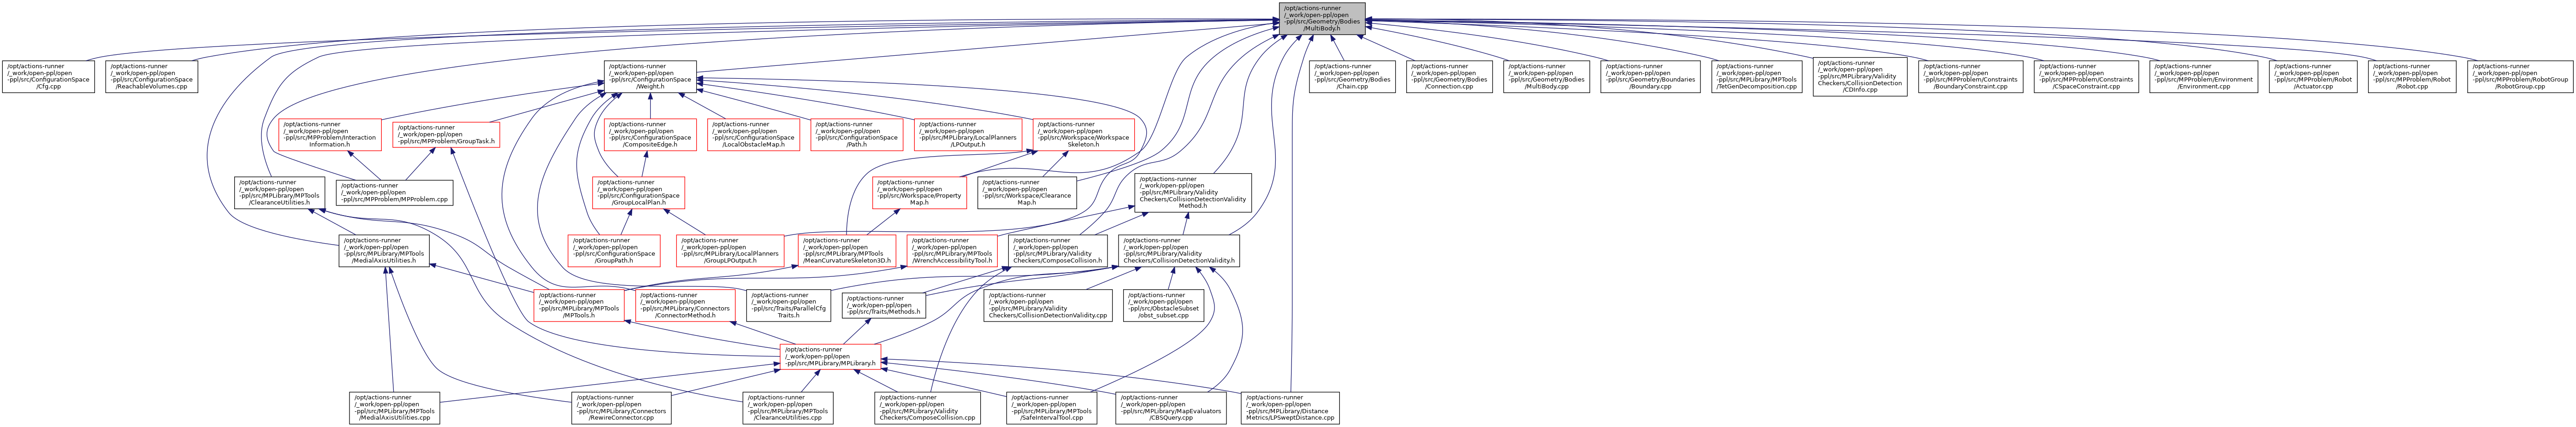 /opt/actions-runner
/_work/open-ppl/open
-ppl/src/Geometry/Bodies
/MultiBody.h
/opt/actions-runner
/_work/open-ppl/open
-ppl/src/ConfigurationSpace
/Cfg.cpp
/opt/actions-runner
/_work/open-ppl/open
-ppl/src/ConfigurationSpace
/ReachableVolumes.cpp
/opt/actions-runner
/_work/open-ppl/open
-ppl/src/ConfigurationSpace
/Weight.h
/opt/actions-runner
/_work/open-ppl/open
-ppl/src/Geometry/Bodies
/Chain.cpp
/opt/actions-runner
/_work/open-ppl/open
-ppl/src/Geometry/Bodies
/Connection.cpp
/opt/actions-runner
/_work/open-ppl/open
-ppl/src/Geometry/Bodies
/MultiBody.cpp
/opt/actions-runner
/_work/open-ppl/open
-ppl/src/Geometry/Boundaries
/Boundary.cpp
/opt/actions-runner
/_work/open-ppl/open
-ppl/src/MPLibrary/MPTools
/TetGenDecomposition.cpp
/opt/actions-runner
/_work/open-ppl/open
-ppl/src/MPLibrary/Validity
Checkers/CollisionDetection
/CDInfo.cpp
/opt/actions-runner
/_work/open-ppl/open
-ppl/src/MPProblem/Constraints
/BoundaryConstraint.cpp
/opt/actions-runner
/_work/open-ppl/open
-ppl/src/MPProblem/Constraints
/CSpaceConstraint.cpp
/opt/actions-runner
/_work/open-ppl/open
-ppl/src/MPProblem/Environment
/Environment.cpp
/opt/actions-runner
/_work/open-ppl/open
-ppl/src/MPProblem/Robot
/Actuator.cpp
/opt/actions-runner
/_work/open-ppl/open
-ppl/src/MPProblem/Robot
/Robot.cpp
/opt/actions-runner
/_work/open-ppl/open
-ppl/src/MPProblem/RobotGroup
/RobotGroup.cpp
/opt/actions-runner
/_work/open-ppl/open
-ppl/src/MPProblem/Interaction
Information.h
/opt/actions-runner
/_work/open-ppl/open
-ppl/src/MPProblem/GroupTask.h
/opt/actions-runner
/_work/open-ppl/open
-ppl/src/ConfigurationSpace
/CompositeEdge.h
/opt/actions-runner
/_work/open-ppl/open
-ppl/src/ConfigurationSpace
/LocalObstacleMap.h
/opt/actions-runner
/_work/open-ppl/open
-ppl/src/ConfigurationSpace
/Path.h
/opt/actions-runner
/_work/open-ppl/open
-ppl/src/MPLibrary/LocalPlanners
/LPOutput.h
/opt/actions-runner
/_work/open-ppl/open
-ppl/src/Workspace/Workspace
Skeleton.h
/opt/actions-runner
/_work/open-ppl/open
-ppl/src/MPLibrary/MPTools
/ClearanceUtilities.h
/opt/actions-runner
/_work/open-ppl/open
-ppl/src/MPProblem/MPProblem.cpp
/opt/actions-runner
/_work/open-ppl/open
-ppl/src/ConfigurationSpace
/GroupLocalPlan.h
/opt/actions-runner
/_work/open-ppl/open
-ppl/src/Workspace/Property
Map.h
/opt/actions-runner
/_work/open-ppl/open
-ppl/src/Workspace/Clearance
Map.h
/opt/actions-runner
/_work/open-ppl/open
-ppl/src/MPLibrary/Validity
Checkers/CollisionDetectionValidity
Method.h
/opt/actions-runner
/_work/open-ppl/open
-ppl/src/MPLibrary/MPTools
/MedialAxisUtilities.h
/opt/actions-runner
/_work/open-ppl/open
-ppl/src/ConfigurationSpace
/GroupPath.h
/opt/actions-runner
/_work/open-ppl/open
-ppl/src/MPLibrary/LocalPlanners
/GroupLPOutput.h
/opt/actions-runner
/_work/open-ppl/open
-ppl/src/MPLibrary/MPTools
/MeanCurvatureSkeleton3D.h
/opt/actions-runner
/_work/open-ppl/open
-ppl/src/MPLibrary/MPTools
/WrenchAccessibilityTool.h
/opt/actions-runner
/_work/open-ppl/open
-ppl/src/MPLibrary/Validity
Checkers/ComposeCollision.h
/opt/actions-runner
/_work/open-ppl/open
-ppl/src/MPLibrary/Validity
Checkers/CollisionDetectionValidity.h
/opt/actions-runner
/_work/open-ppl/open
-ppl/src/MPLibrary/MPTools
/MPTools.h
/opt/actions-runner
/_work/open-ppl/open
-ppl/src/MPLibrary/Connectors
/ConnectorMethod.h
/opt/actions-runner
/_work/open-ppl/open
-ppl/src/Traits/ParallelCfg
Traits.h
/opt/actions-runner
/_work/open-ppl/open
-ppl/src/Traits/Methods.h
/opt/actions-runner
/_work/open-ppl/open
-ppl/src/MPLibrary/Validity
Checkers/CollisionDetectionValidity.cpp
/opt/actions-runner
/_work/open-ppl/open
-ppl/src/ObstacleSubset
/obst_subset.cpp
/opt/actions-runner
/_work/open-ppl/open
-ppl/src/MPLibrary/MPLibrary.h
/opt/actions-runner
/_work/open-ppl/open
-ppl/src/MPLibrary/MPTools
/MedialAxisUtilities.cpp
/opt/actions-runner
/_work/open-ppl/open
-ppl/src/MPLibrary/Connectors
/RewireConnector.cpp
/opt/actions-runner
/_work/open-ppl/open
-ppl/src/MPLibrary/MPTools
/ClearanceUtilities.cpp
/opt/actions-runner
/_work/open-ppl/open
-ppl/src/MPLibrary/Validity
Checkers/ComposeCollision.cpp
/opt/actions-runner
/_work/open-ppl/open
-ppl/src/MPLibrary/MPTools
/SafeIntervalTool.cpp
/opt/actions-runner
/_work/open-ppl/open
-ppl/src/MPLibrary/MapEvaluators
/CBSQuery.cpp
/opt/actions-runner
/_work/open-ppl/open
-ppl/src/MPLibrary/Distance
Metrics/LPSweptDistance.cpp